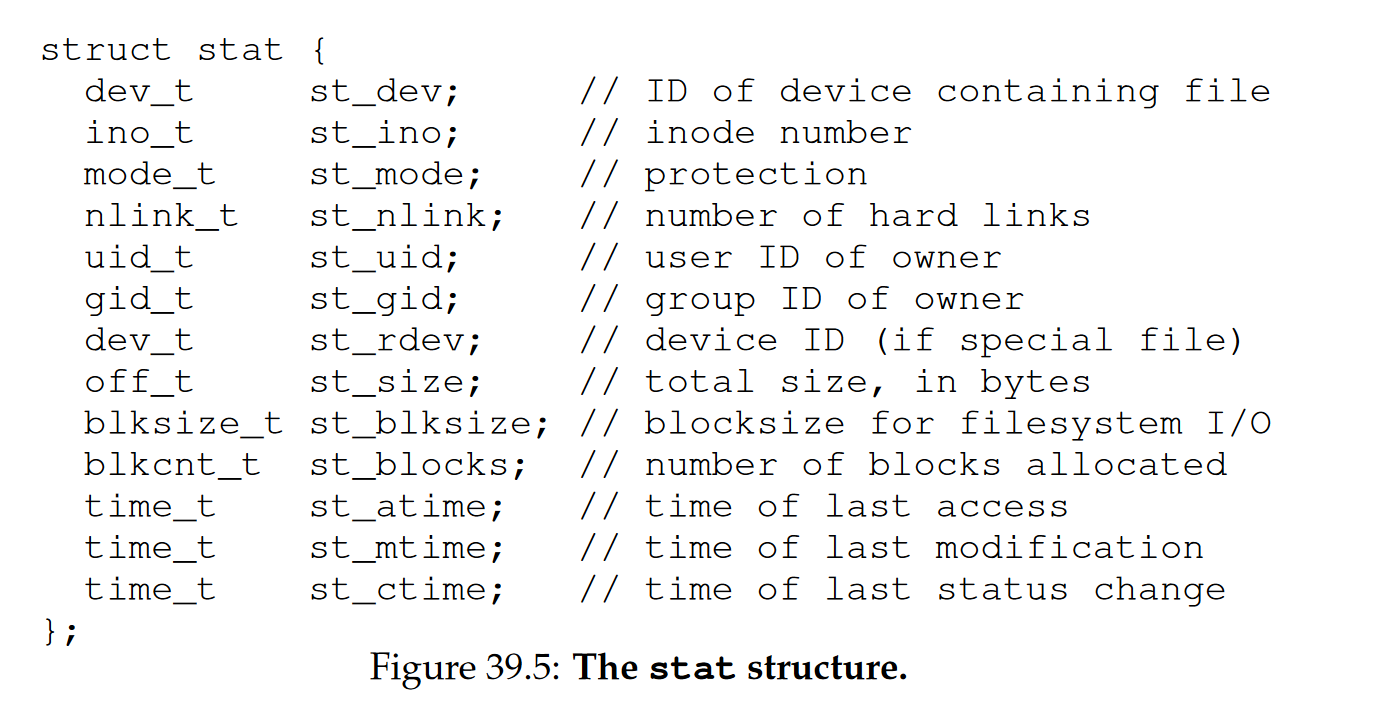 struct stat {
  dev_t     st_dev;     // ID of device containing file
  ino_t     st_ino;     // inode number
  mode_t    st_mode;    // protection
  nlink_t   st_nlink;   // number of hard links
  uid_t     st_uid;     // user ID of owner
  gid_t     st_gid;     // group ID of owner
  dev_t     st_rdev;    // device ID (if special file)
  off_t     st_size;    // total size, in bytes
  blksize_t st_blksize; // blocksize for filesystem I/O
  blkcnt_t  st_blocks;  // number of blocks allocated
  time_t    st_atime;   // time of last access
  time_t    st_mtime;   // time of last modification
  time_t    st_ctime;   // time of last status change
};
Figure 39.5: The stat structure.